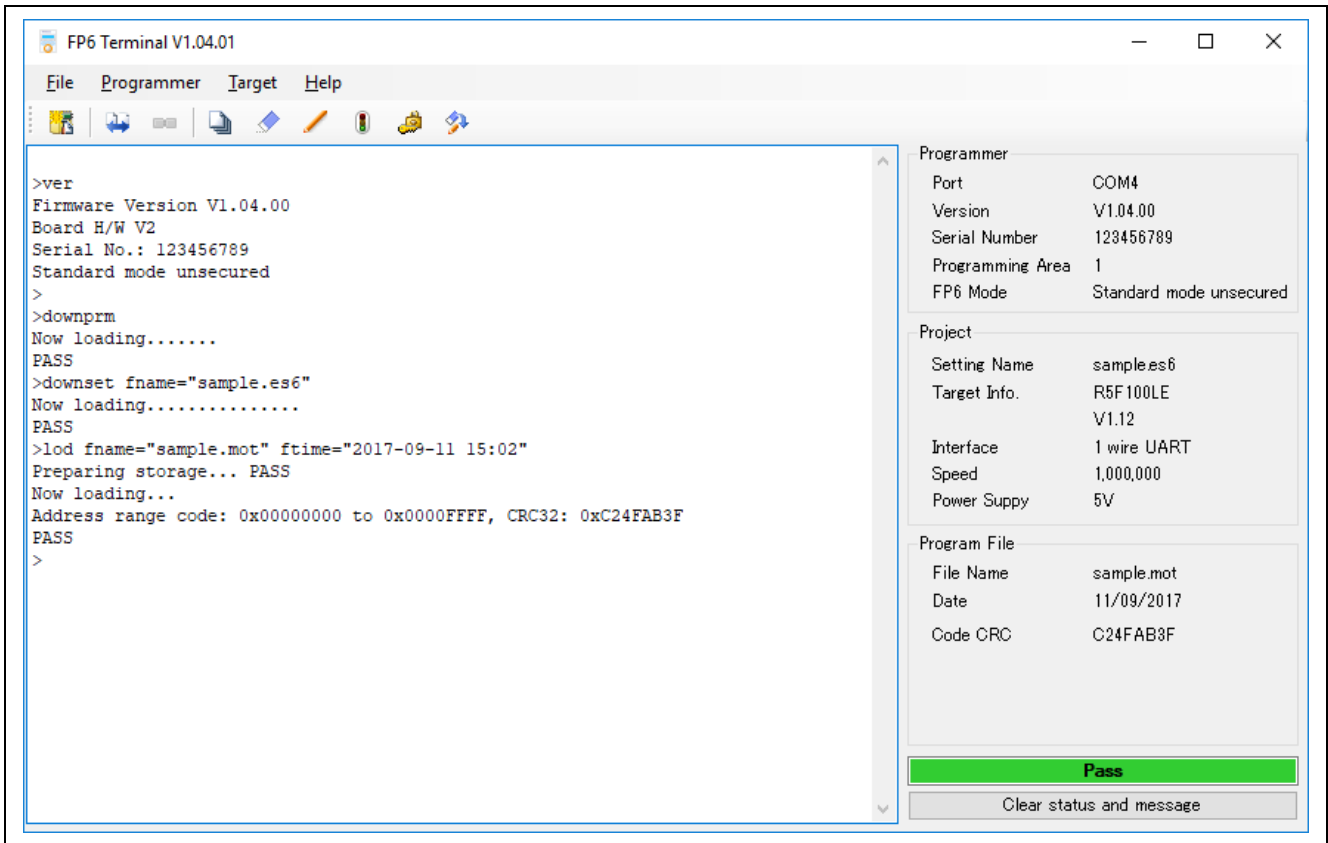 FP6 Terminal V1.04.01
File Programmer Target Help
>ver
Firmware Version V1.04.00
Board H/W V2
Serial No.: 123456789
Standard mode unsecured
>
>downprm
Now loading.......
PASS
>downset fname="sample.es6"
Now loading...............
PASS
>lod fname="sample.mot" ftime="2017-09-11 15:02"
Preparing storage... PASS
Now loading...
Address range code: 0x00000000 to 0x0000FFFF, CRC32: 0xC24FAB3F
PASS
>
Programmer
Port COM4
Version V1.04.00
Serial Number 123456789
Programming Area 1
FP6 Mode Standard mode unsecured
Project
Setting Name sample.es6
Target Info. R5F100LE
V1.12
Interface 1 wire UART
Speed 1,000,000
Power Suppy 5V
Program File
File Name sample.mot
Date 11/09/2017
Code CRC C24FAB3F
Pass
Clear status and message